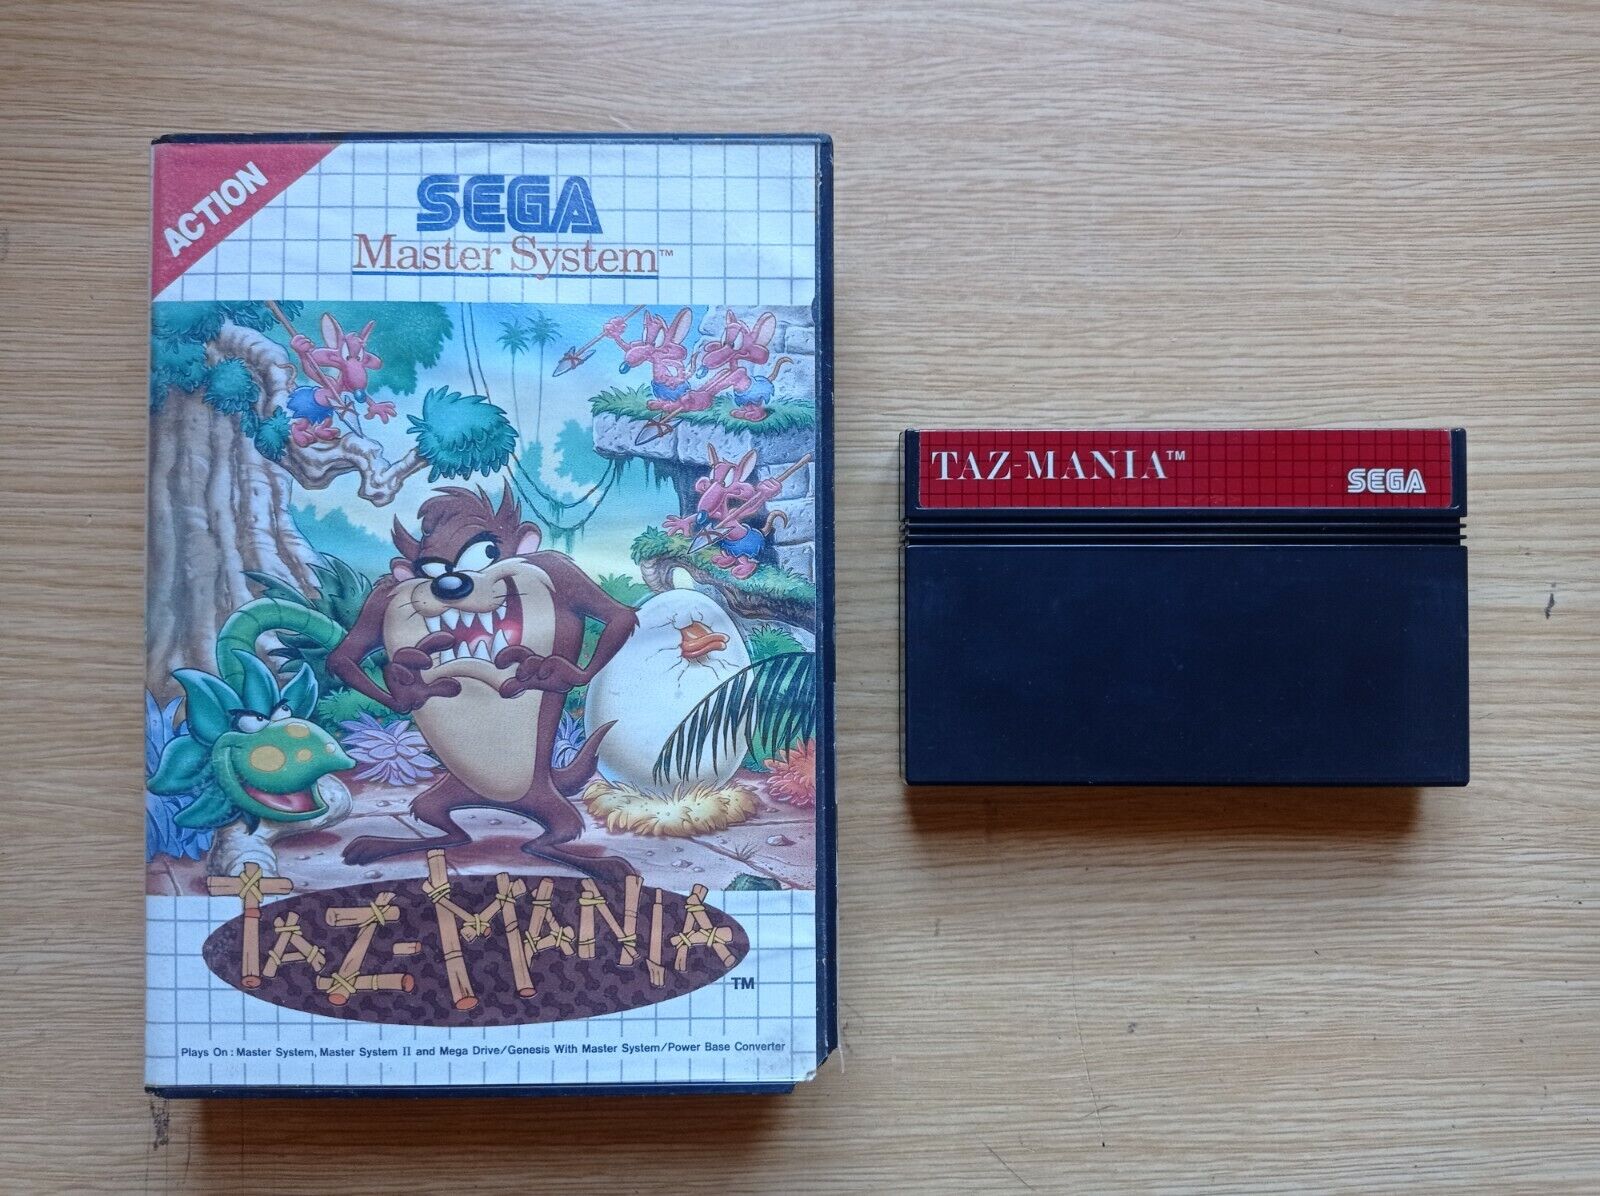 ACTION
SEGA
Master System™
TAZ-MANIA
TM
Plays On : Master System, Master System II and Mega Drive/Genesis With Master System/Power Base Converter
TAZ-MANIA™
SEGA